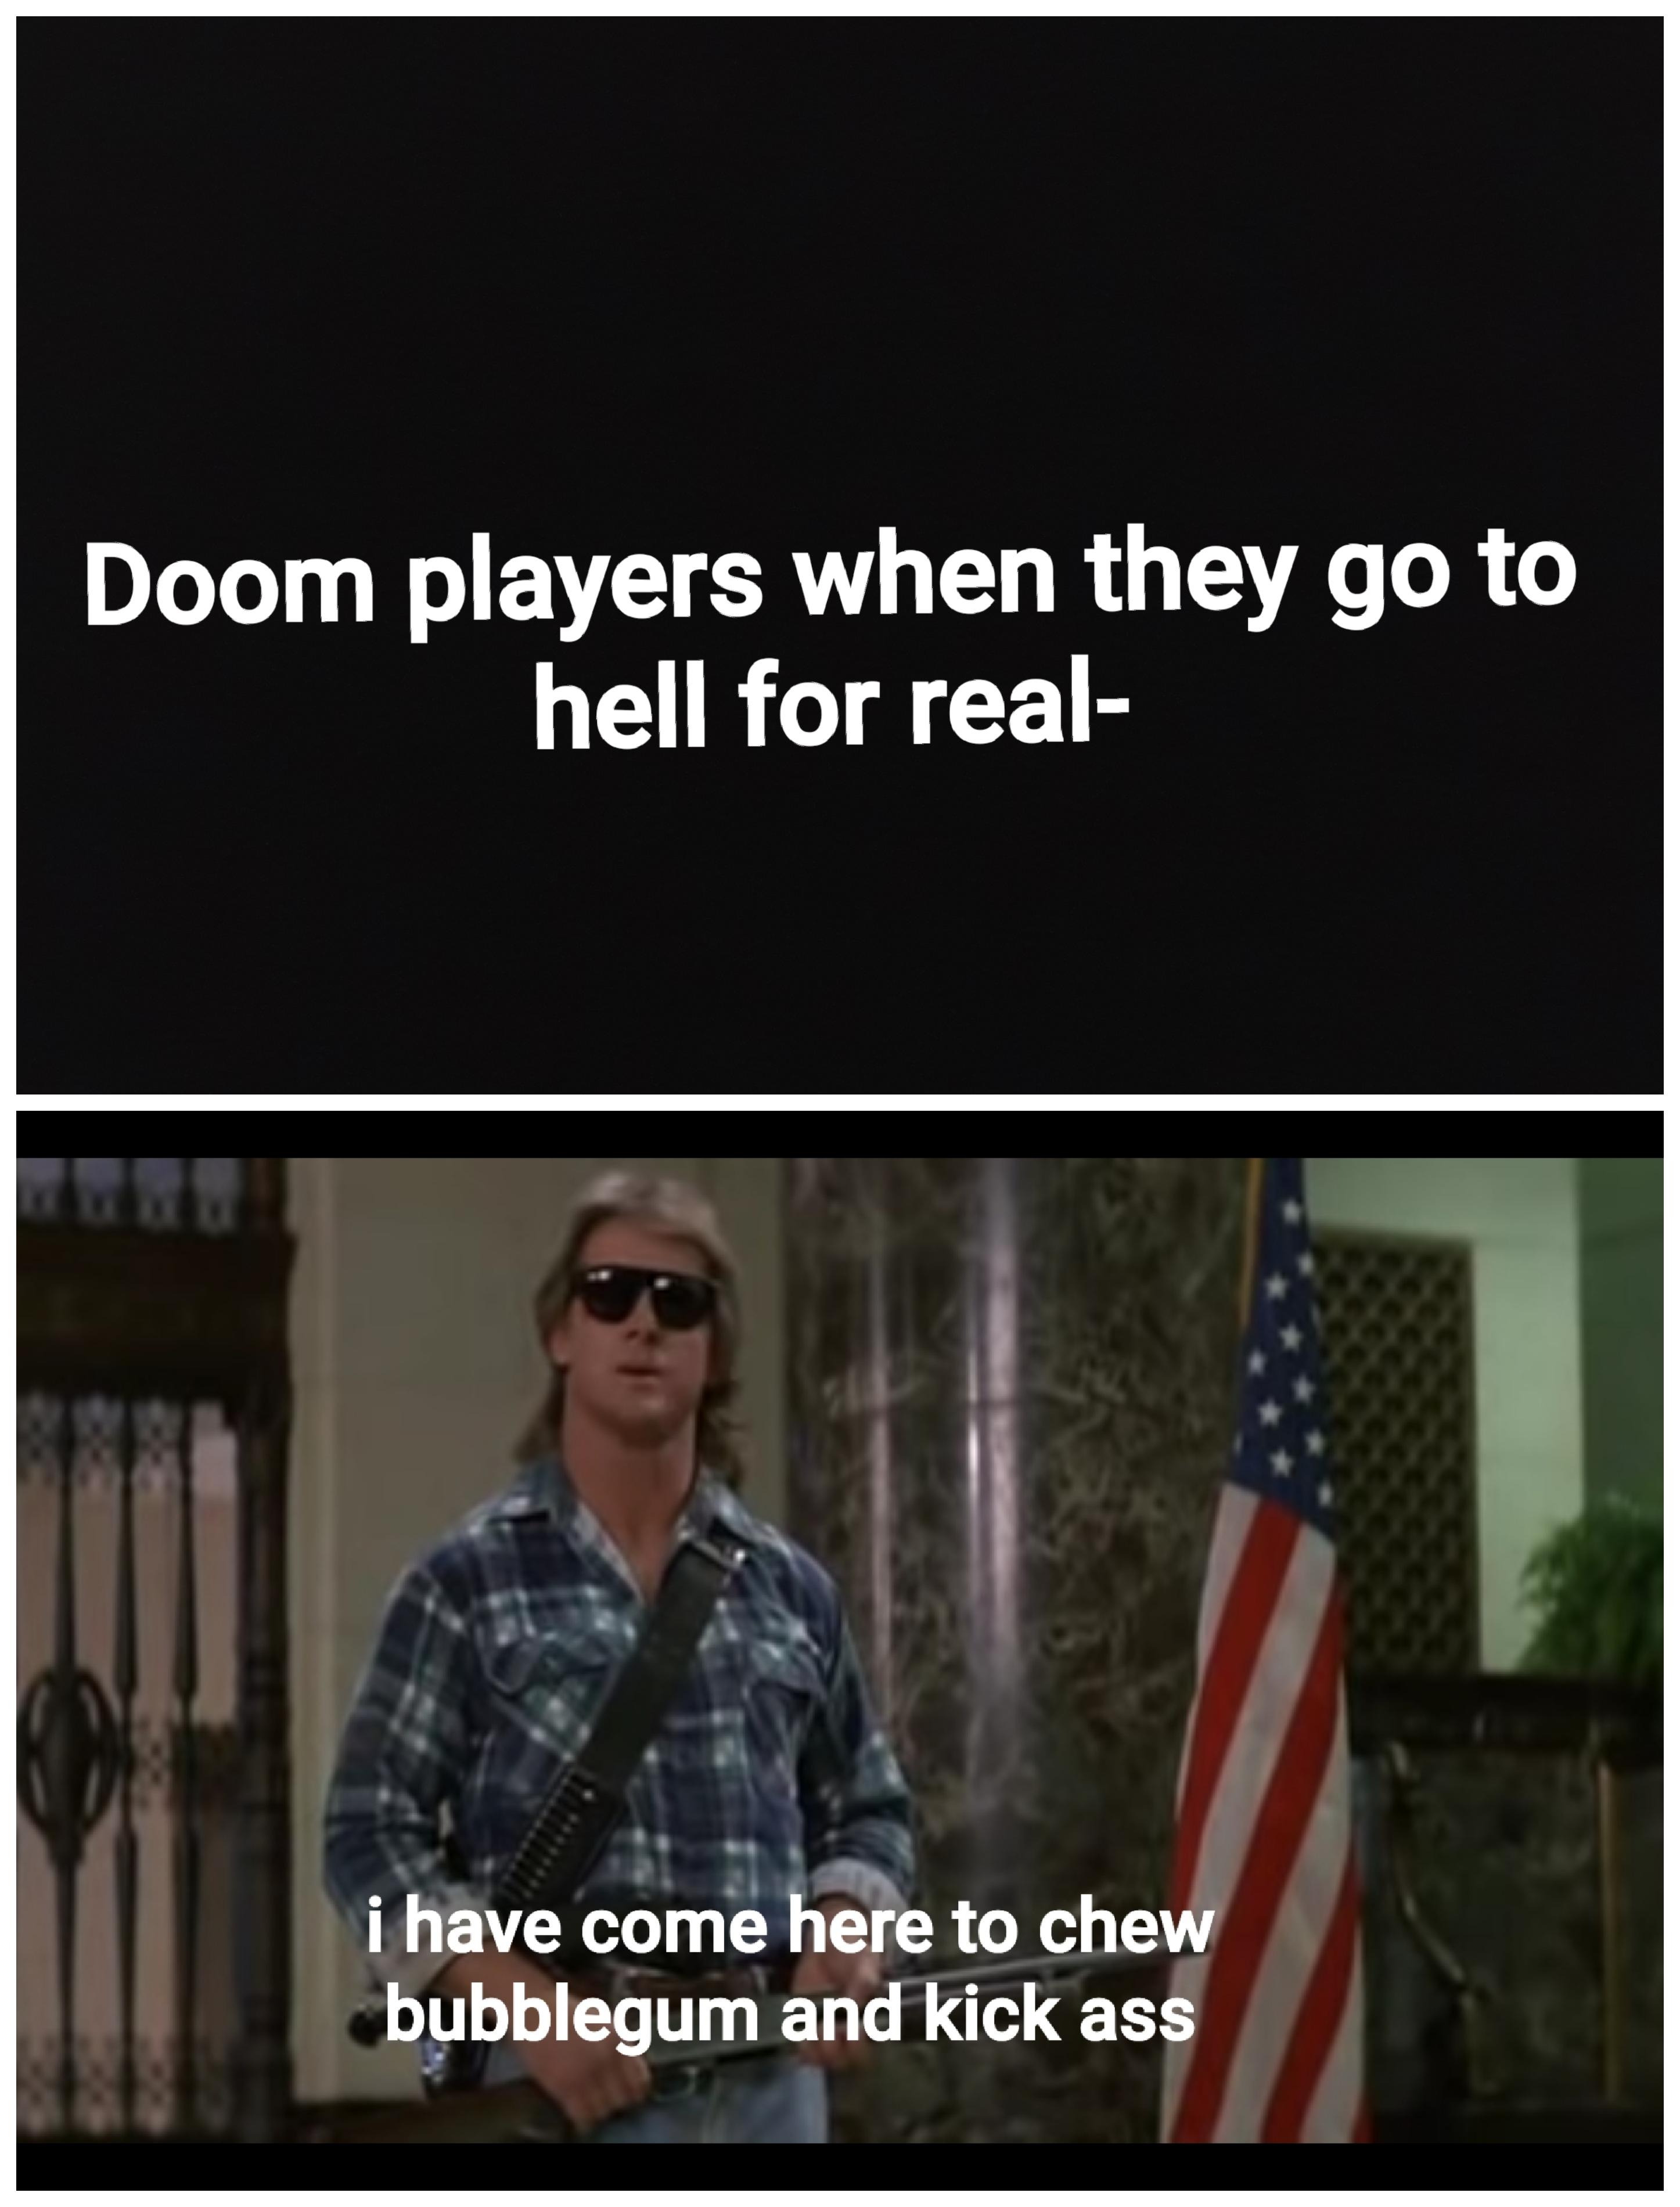 Doom players when they go to
hell for real-
i have come here to chew
bubblegum and kick ass